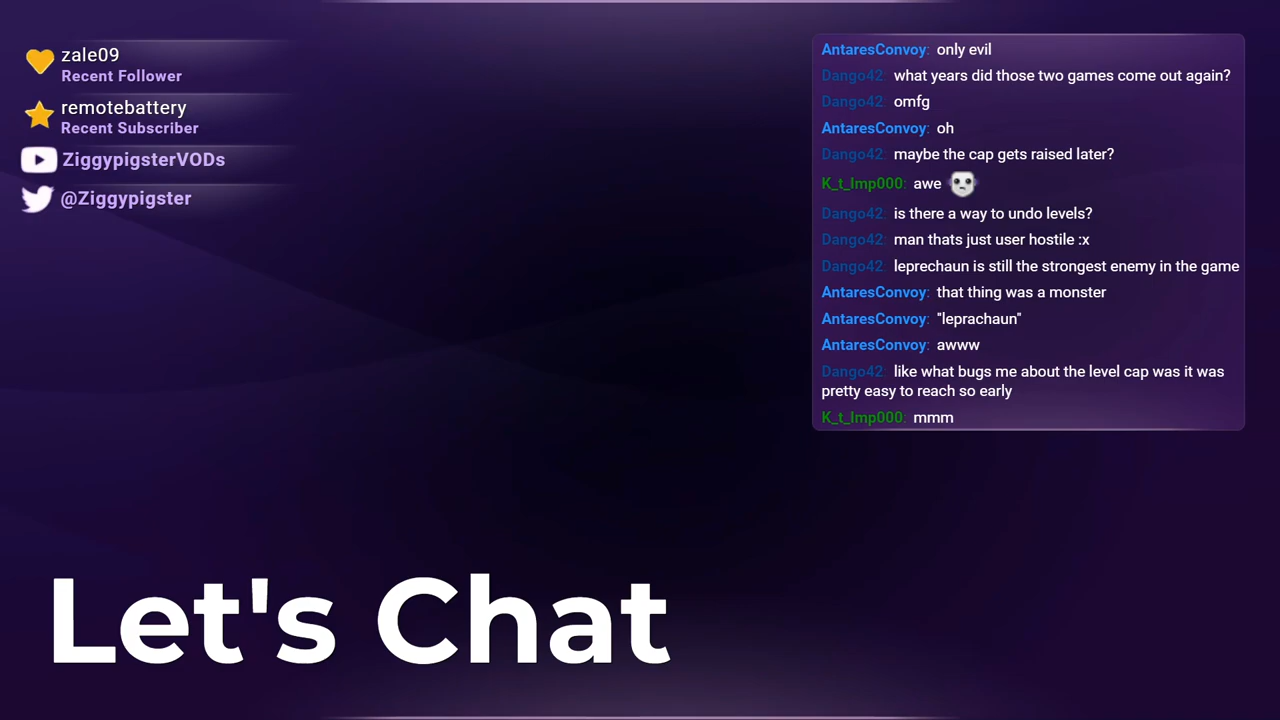 zale09
Recent Follower
remotebattery
Recent Subscriber
ZiggypigsterVODs
@Ziggypigster
AntaresConvoy: only evil
Dango42: what years did those two games come out again?
Dango42: omfg
AntaresConvoy: oh
Dango42: maybe the cap gets raised later?
K_t_Imp000: awe
Dango42: is there a way to undo levels?
Dango42: man thats just user hostile :x
Dango42: leprechaun is still the strongest enemy in the game
AntaresConvoy: that thing was a monster
AntaresConvoy: "leprachaun"
AntaresConvoy: awww
Dango42: like what bugs me about the level cap was it was
pretty easy to reach so early
K_t_Imp000: mmm
Let's Chat